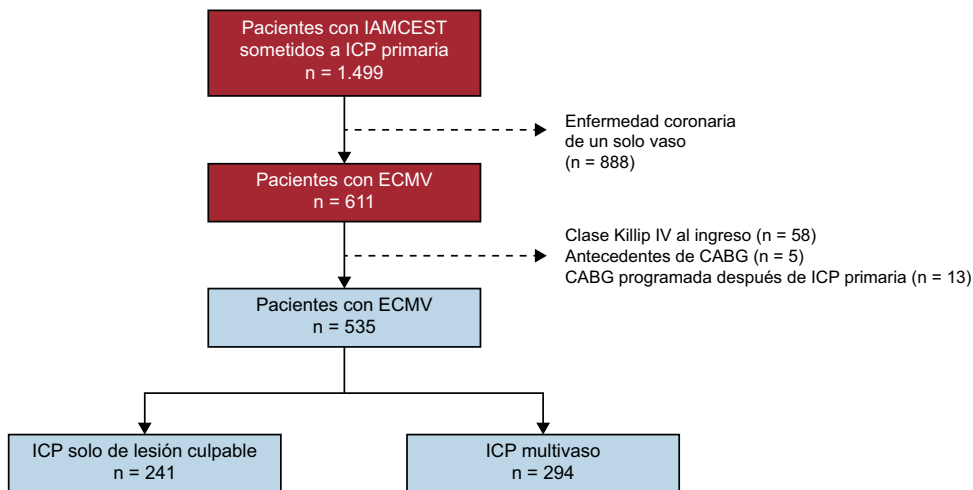 Pacientes con IAMCEST
sometidos a ICP primaria
n = 1.499
Enfermedad coronaria
de un solo vaso
(n = 888)
Pacientes con ECMV
n = 611
Clase Killip IV al ingreso (n = 58)
Antecedentes de CABG (n = 5)
CABG programada después de ICP primaria (n = 13)
Pacientes con ECMV
n = 535
ICP solo de lesión culpable
n = 241
ICP multivaso
n = 294